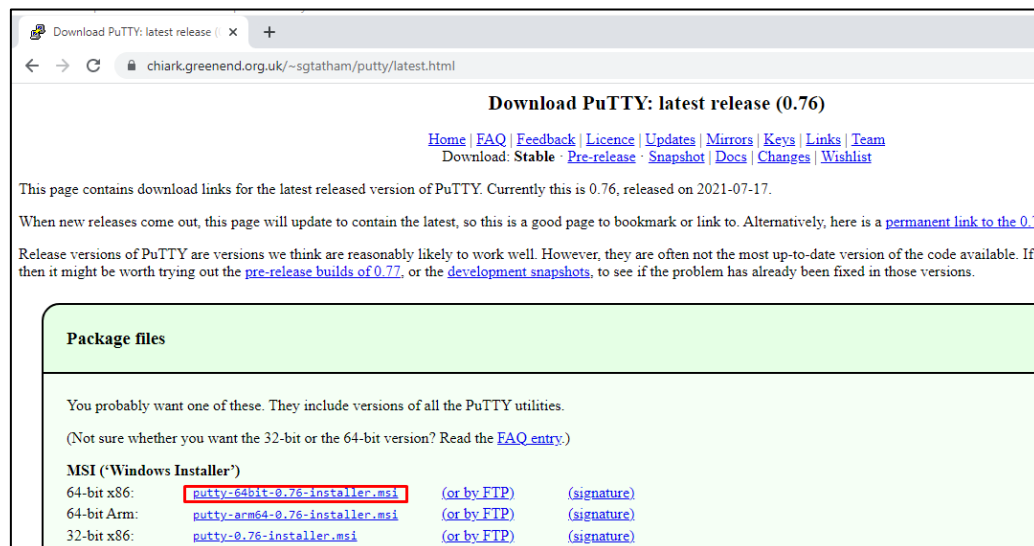 Download PuTTY: latest release (
chiark.greenend.org.uk/~sgtatham/putty/latest.html
Download PuTTY: latest release (0.76)
Home | FAQ | Feedback | Licence | Updates | Mirrors | Keys | Links | Team
Download: Stable · Pre-release · Snapshot | Docs | Changes | Wishlist
This page contains download links for the latest released version of PuTTY. Currently this is 0.76, released on 2021-07-17.
When new releases come out, this page will update to contain the latest, so this is a good page to bookmark or link to. Alternatively, here is a permanent link to the 0.
Release versions of PuTTY are versions we think are reasonably likely to work well. However, they are often not the most up-to-date version of the code available. If
then it might be worth trying out the pre-release builds of 0.77, or the development snapshots, to see if the problem has already been fixed in those versions.
Package files
You probably want one of these. They include versions of all the PuTTY utilities.
(Not sure whether you want the 32-bit or the 64-bit version? Read the FAQ entry.)
MSI (‘Windows Installer’)
64-bit x86: putty-64bit-0.76-installer.msi (or by FTP) (signature)
64-bit Arm: putty-arm64-0.76-installer.msi (or by FTP) (signature)
32-bit x86: putty-0.76-installer.msi (or by FTP) (signature)